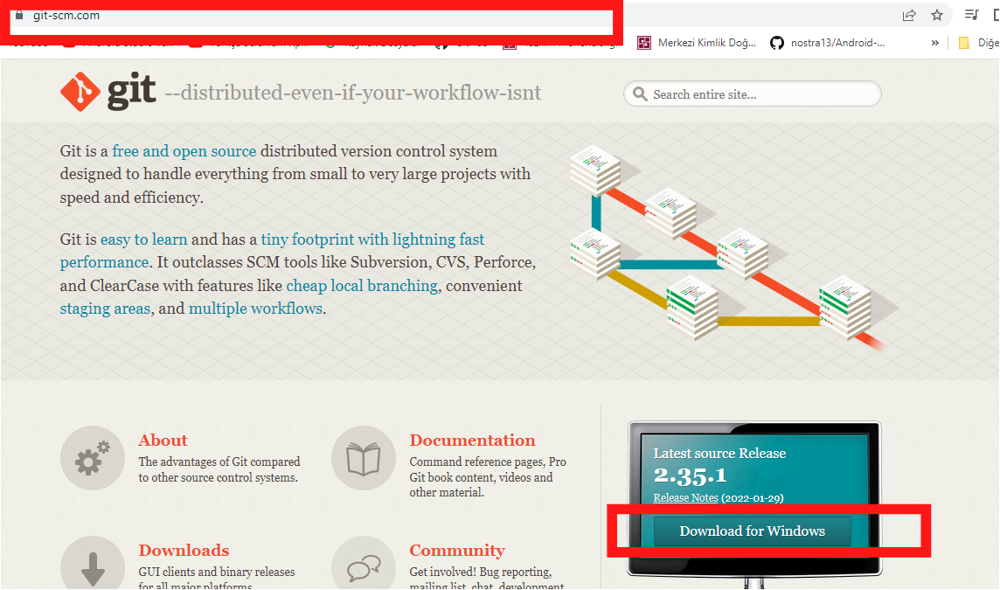 git-scm.com
Merkezi Kimlik Doğ...
nostra13/Android-...
»
Diğe
git --distributed-even-if-your-workflow-isnt
Search entire site...
Git is a free and open source distributed version control system
designed to handle everything from small to very large projects with
speed and efficiency.
Git is easy to learn and has a tiny footprint with lightning fast
performance. It outclasses SCM tools like Subversion, CVS, Perforce,
and ClearCase with features like cheap local branching, convenient
staging areas, and multiple workflows.
About
The advantages of Git compared
to other source control systems.
Documentation
Command reference pages, Pro
Git book content, videos and
other material.
Latest source Release
2.35.1
Release Notes (2022-01-29)
Download for Windows
Downloads
GUI clients and binary releases
for all major platforms.
Community
Get involved! Bug reporting,
mailing list, chat, development